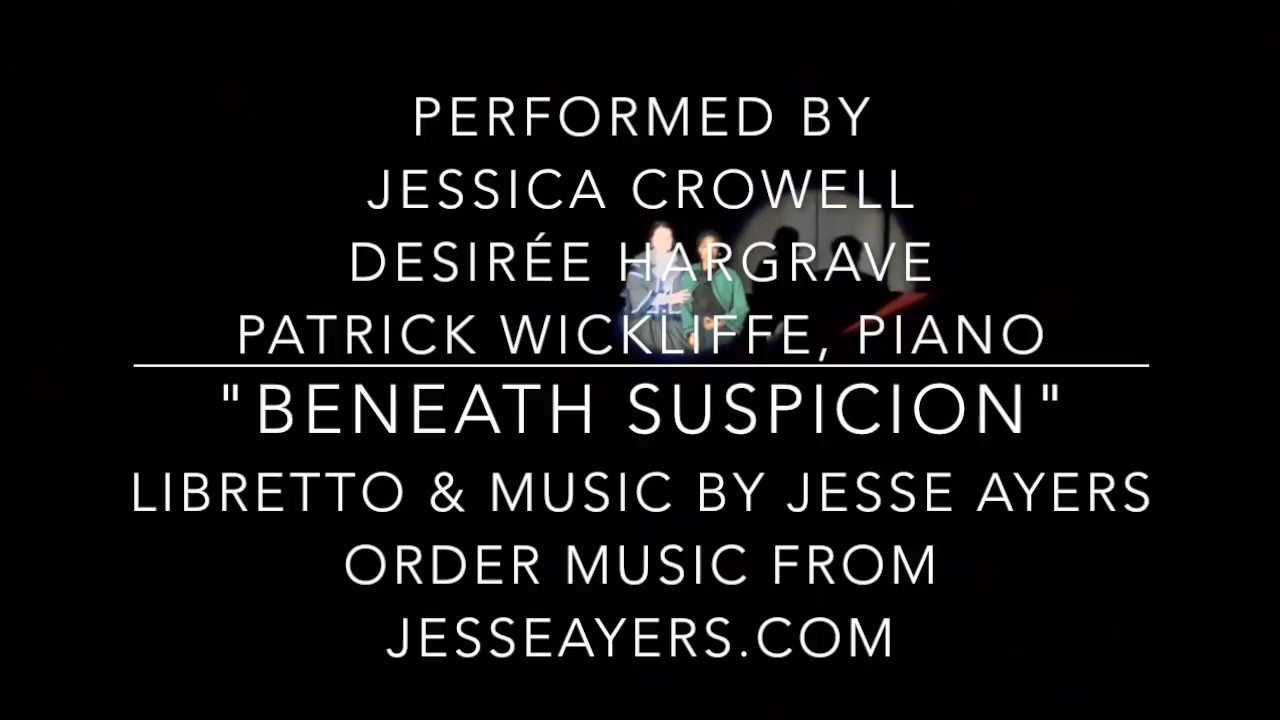 PERFORMED BY
JESSICA CROWELL
DESIRÉE HARGRAVE
PATRICK WICKLIFFE, PIANO
"BENEATH SUSPICION"
LIBRETTO & MUSIC BY JESSE AYERS
ORDER MUSIC FROM
JESSEAYERS.COM